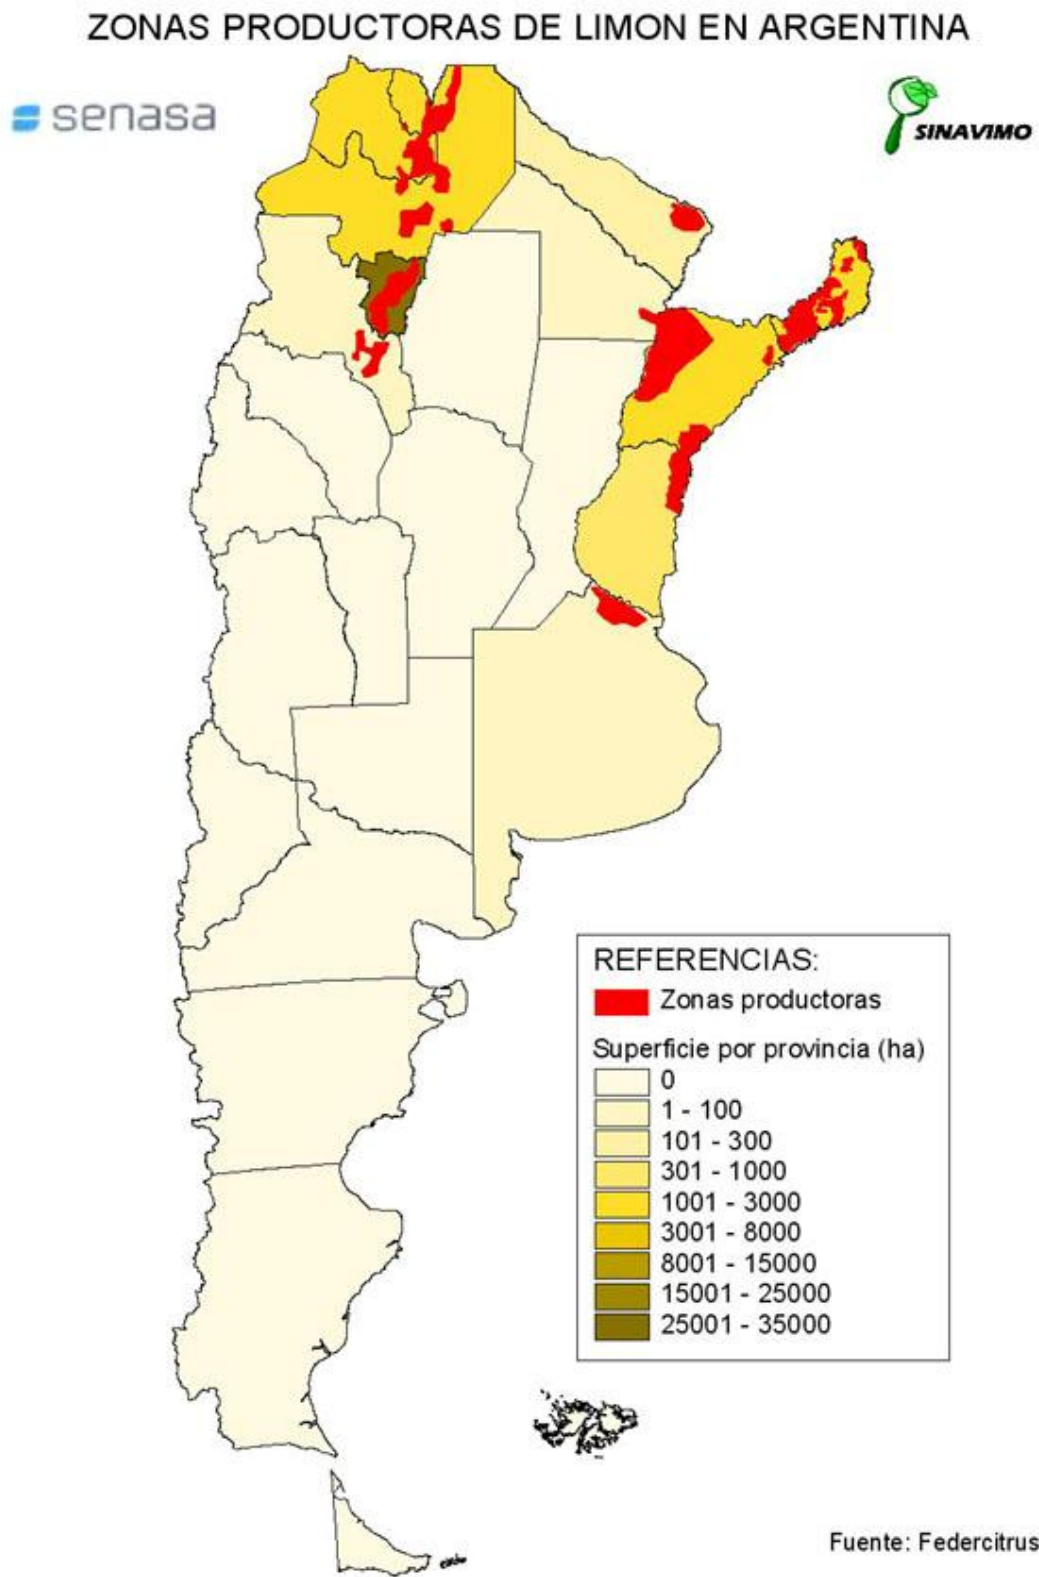 ZONAS PRODUCTORAS DE LIMON EN ARGENTINA
senasa
SINAVIMO
REFERENCIAS:
Zonas productoras
Superficie por provincia (ha)
0
1 - 100
101 - 300
301 - 1000
1001 - 3000
3001 - 8000
8001 - 15000
15001 - 25000
25001 - 35000
Fuente: Federcitrus